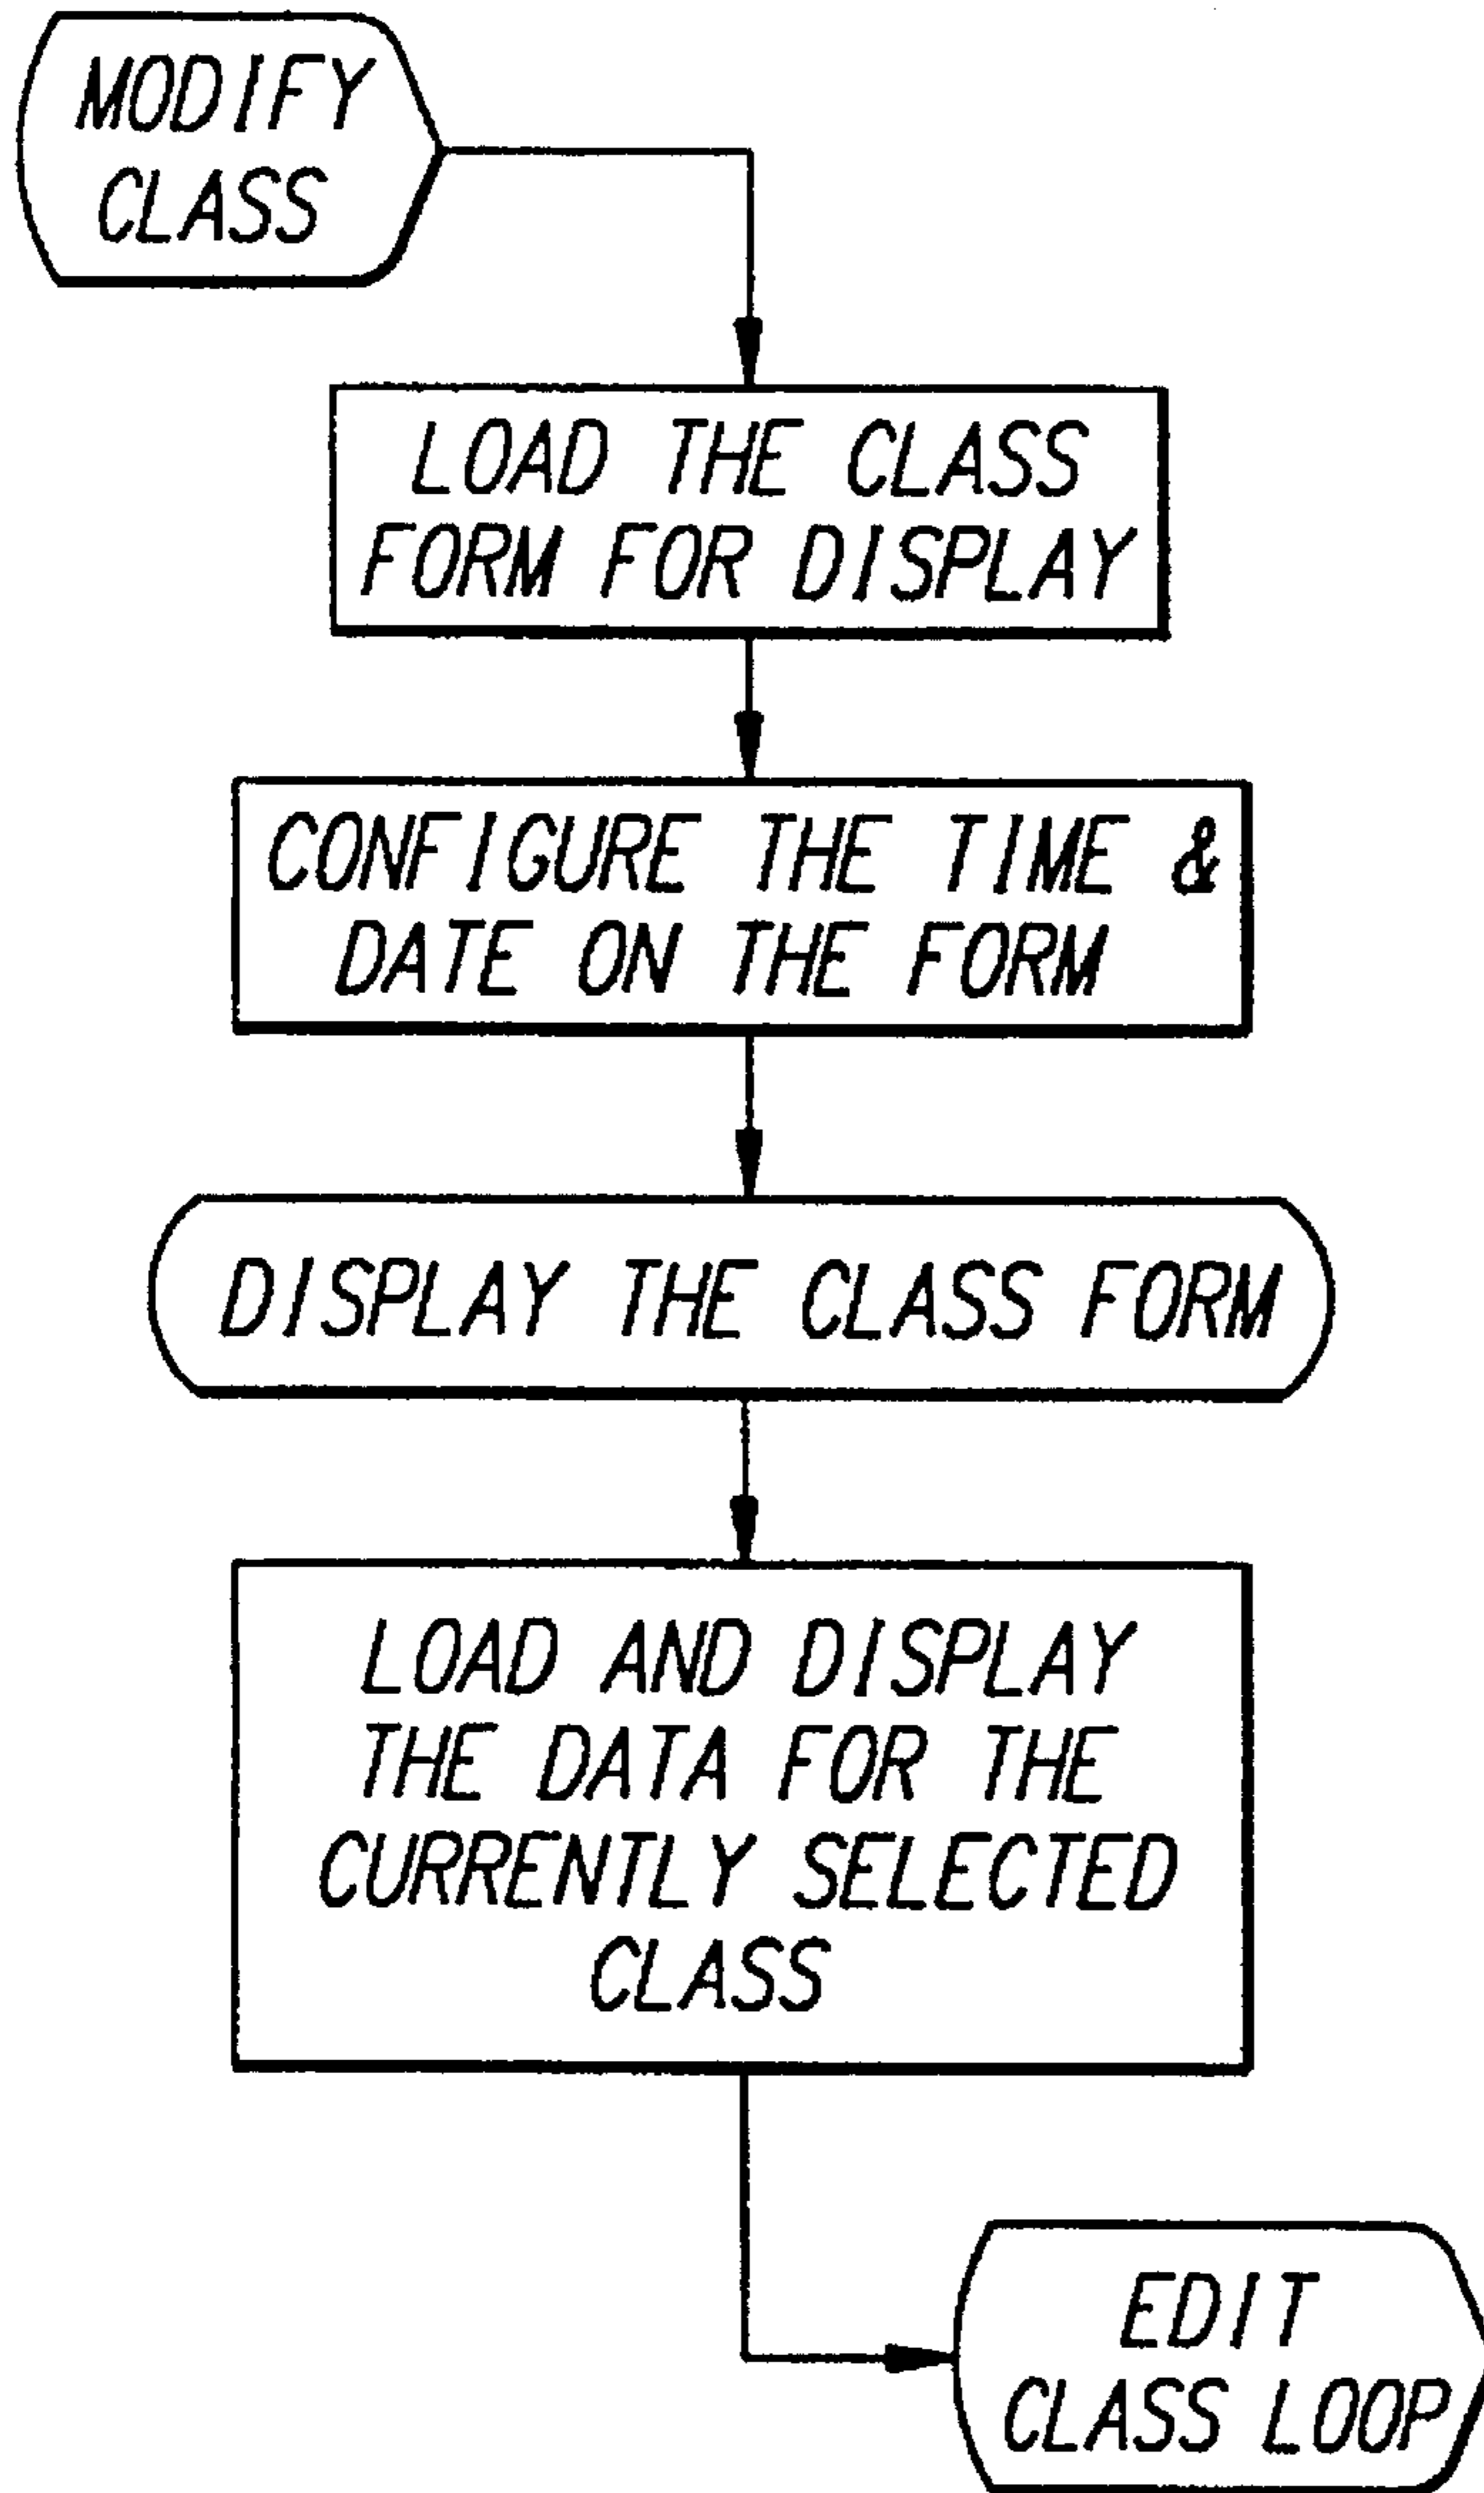 MODIFY
CLASS
LOAD THE CLASS
FORM FOR DISPLAY
CONFIGURE THE TIME &
DATE ON THE FORM
DISPLAY THE CLASS FORM
LOAD AND DISPLAY
THE DATA FOR THE
CURRENTLY SELECTED
CLASS
EDIT
CLASS LOOP